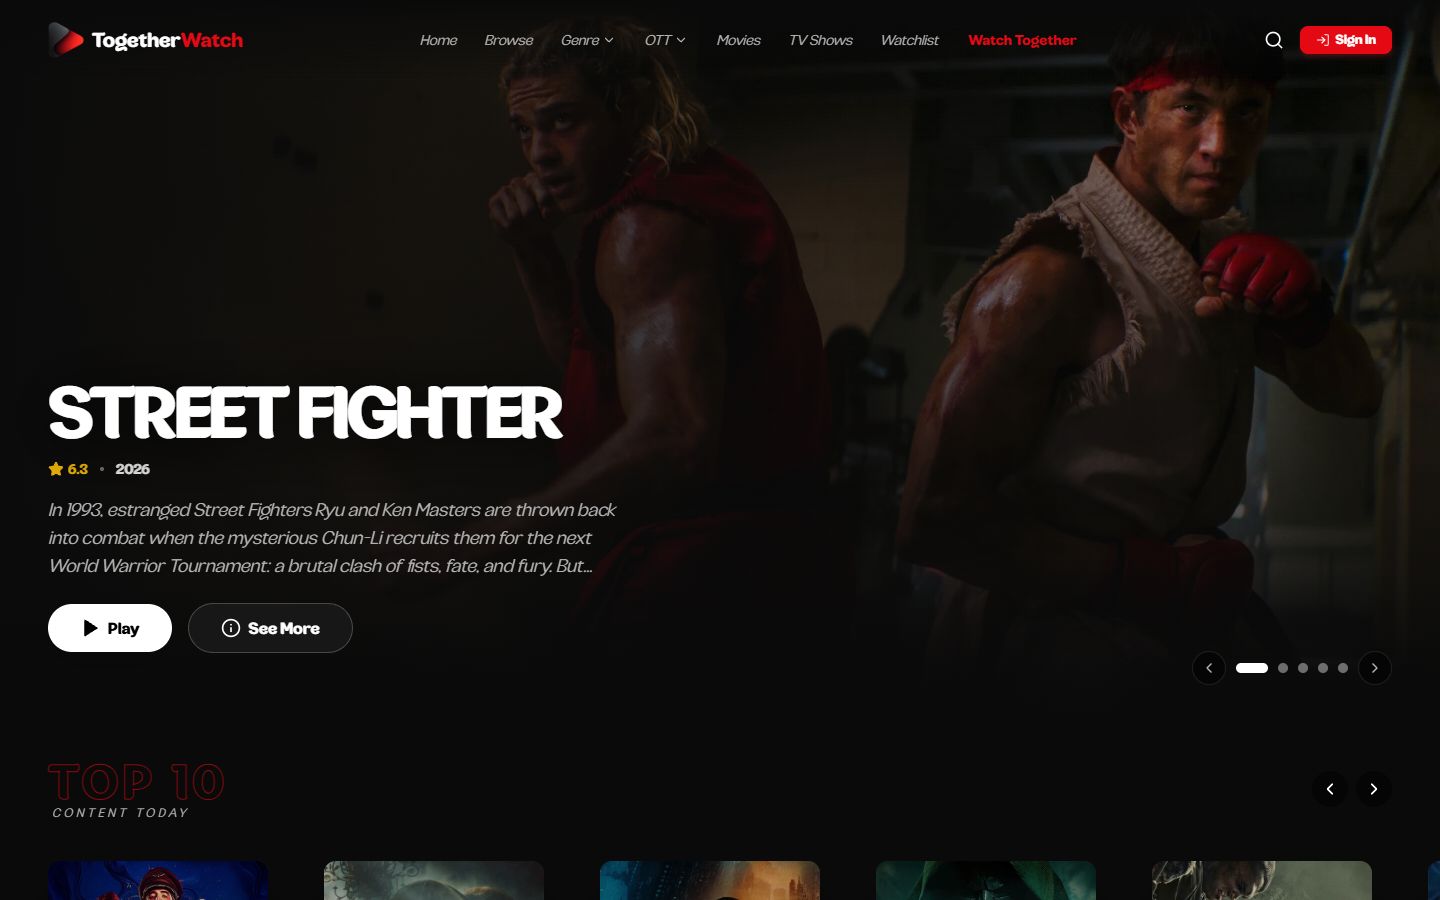 TogetherWatch
Home
Browse
Genre
OTT
Movies
TV Shows
Watchlist
Watch Together
Sign In
STREET FIGHTER
6.3 • 2026
In 1993, estranged Street Fighters Ryu and Ken Masters are thrown back
into combat when the mysterious Chun-Li recruits them for the next
World Warrior Tournament: a brutal clash of fists, fate, and fury. But...
Play
See More
TOP 10
CONTENT TODAY